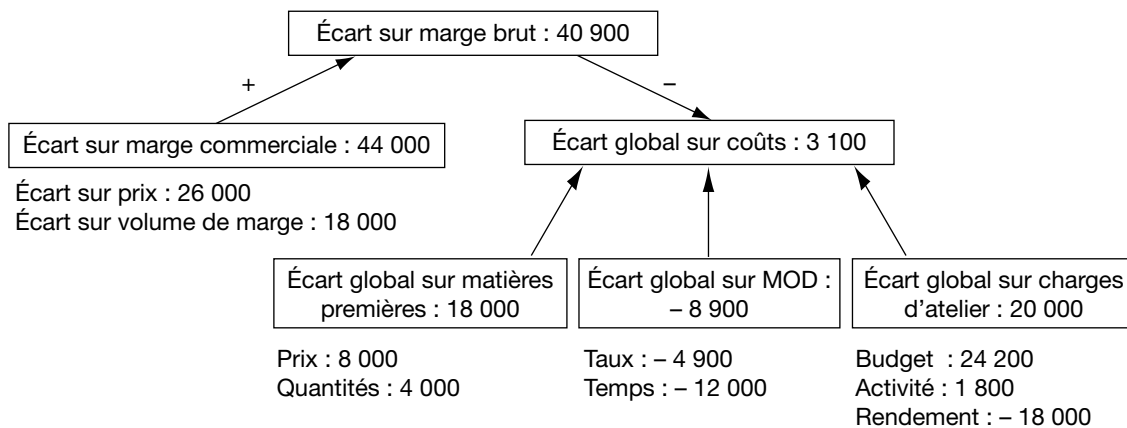 Écart sur marge brut : 40 900
+
–
Écart sur marge commerciale : 44 000
Écart global sur coûts : 3 100
Écart sur prix : 26 000
Écart sur volume de marge : 18 000
Écart global sur matières
premières : 18 000
Écart global sur MOD :
– 8 900
Écart global sur charges
d’atelier : 20 000
Prix : 8 000
Quantités : 4 000
Taux : – 4 900
Temps : – 12 000
Budget : 24 200
Activité : 1 800
Rendement : – 18 000